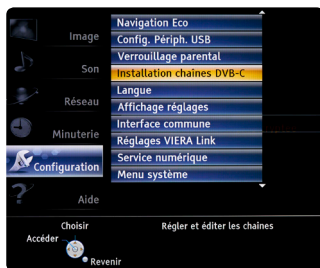 Image
Son
Réseau
Minuterie
Configuration
Aide
Navigation Eco
Config. Périph. USB
Verrouillage parental
Installation chaînes DVB-C
Langue
Affichage réglages
Interface commune
Réglages VIERA Link
Service numérique
Menu système
Choisir
Accéder
Revenir
Régler et éditer les chaines